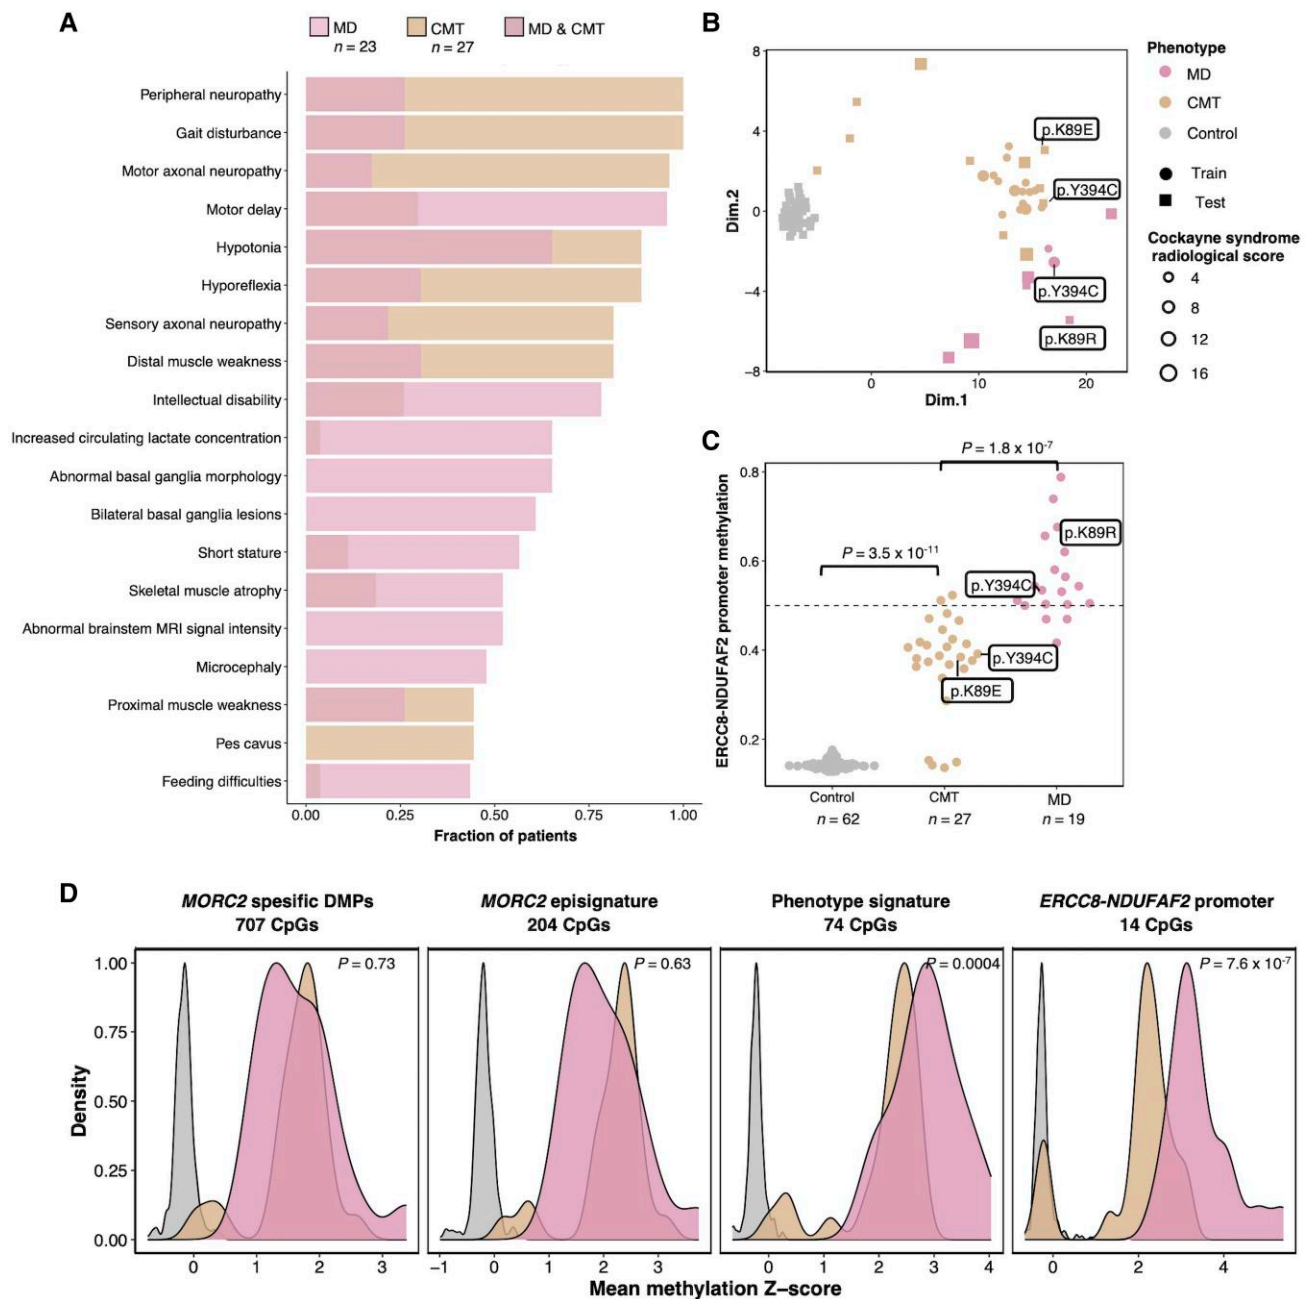 A
MD
n = 23
CMT
n = 27
MD & CMT
Peripheral neuropathy
Gait disturbance
Motor axonal neuropathy
Motor delay
Hypotonia
Hyporeflexia
Sensory axonal neuropathy
Distal muscle weakness
Intellectual disability
Increased circulating lactate concentration
Abnormal basal ganglia morphology
Bilateral basal ganglia lesions
Short stature
Skeletal muscle atrophy
Abnormal brainstem MRI signal intensity
Microcephaly
Proximal muscle weakness
Pes cavus
Feeding difficulties
0.00 0.25 0.50 0.75 1.00
Fraction of patients
B
8
4
0
−4
−8
Dim.2
0 10 20
Dim.1
p.K89E
p.Y394C
p.Y394C
p.K89R
Phenotype
MD
CMT
Control
Train
Test
Cockayne syndrome
radiological score
4
8
12
16
C
P = 1.8 x 10-7
P = 3.5 x 10-11
0.8
0.6
0.4
0.2
ERCC8-NDUFAF2 promoter methylation
p.K89R
p.Y394C
p.Y394C
p.K89E
Control CMT MD
n = 62 n = 27 n = 19
D
MORC2 spesific DMPs
707 CpGs
P = 0.73
MORC2 episignature
204 CpGs
P = 0.63
Phenotype signature
74 CpGs
P = 0.0004
ERCC8-NDUFAF2 promoter
14 CpGs
P = 7.6 x 10-7
1.00
0.75
0.50
0.25
0.00
Density
0 1 2 3
−1 0 1 2 3
0 1 2 3 4
0 2 4
Mean methylation Z−score